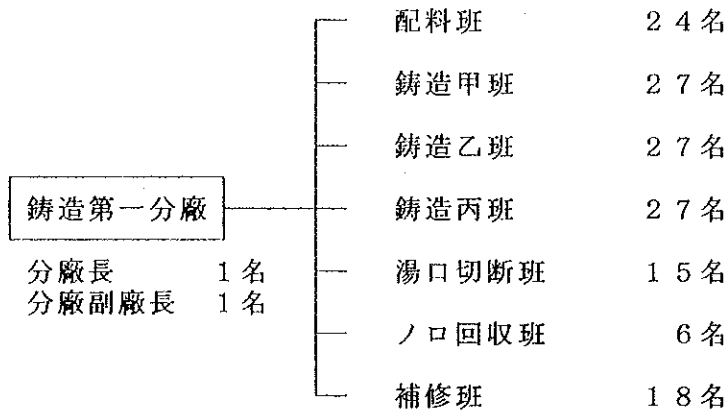 配料班 24名
鋳造甲班 27名
鋳造乙班 27名
鋳造第一分廠 鋳造丙班 27名
分廠長 1名 湯口切断班 15名
分廠副廠長 1名
ノロ回収班 6名
補修班 18名